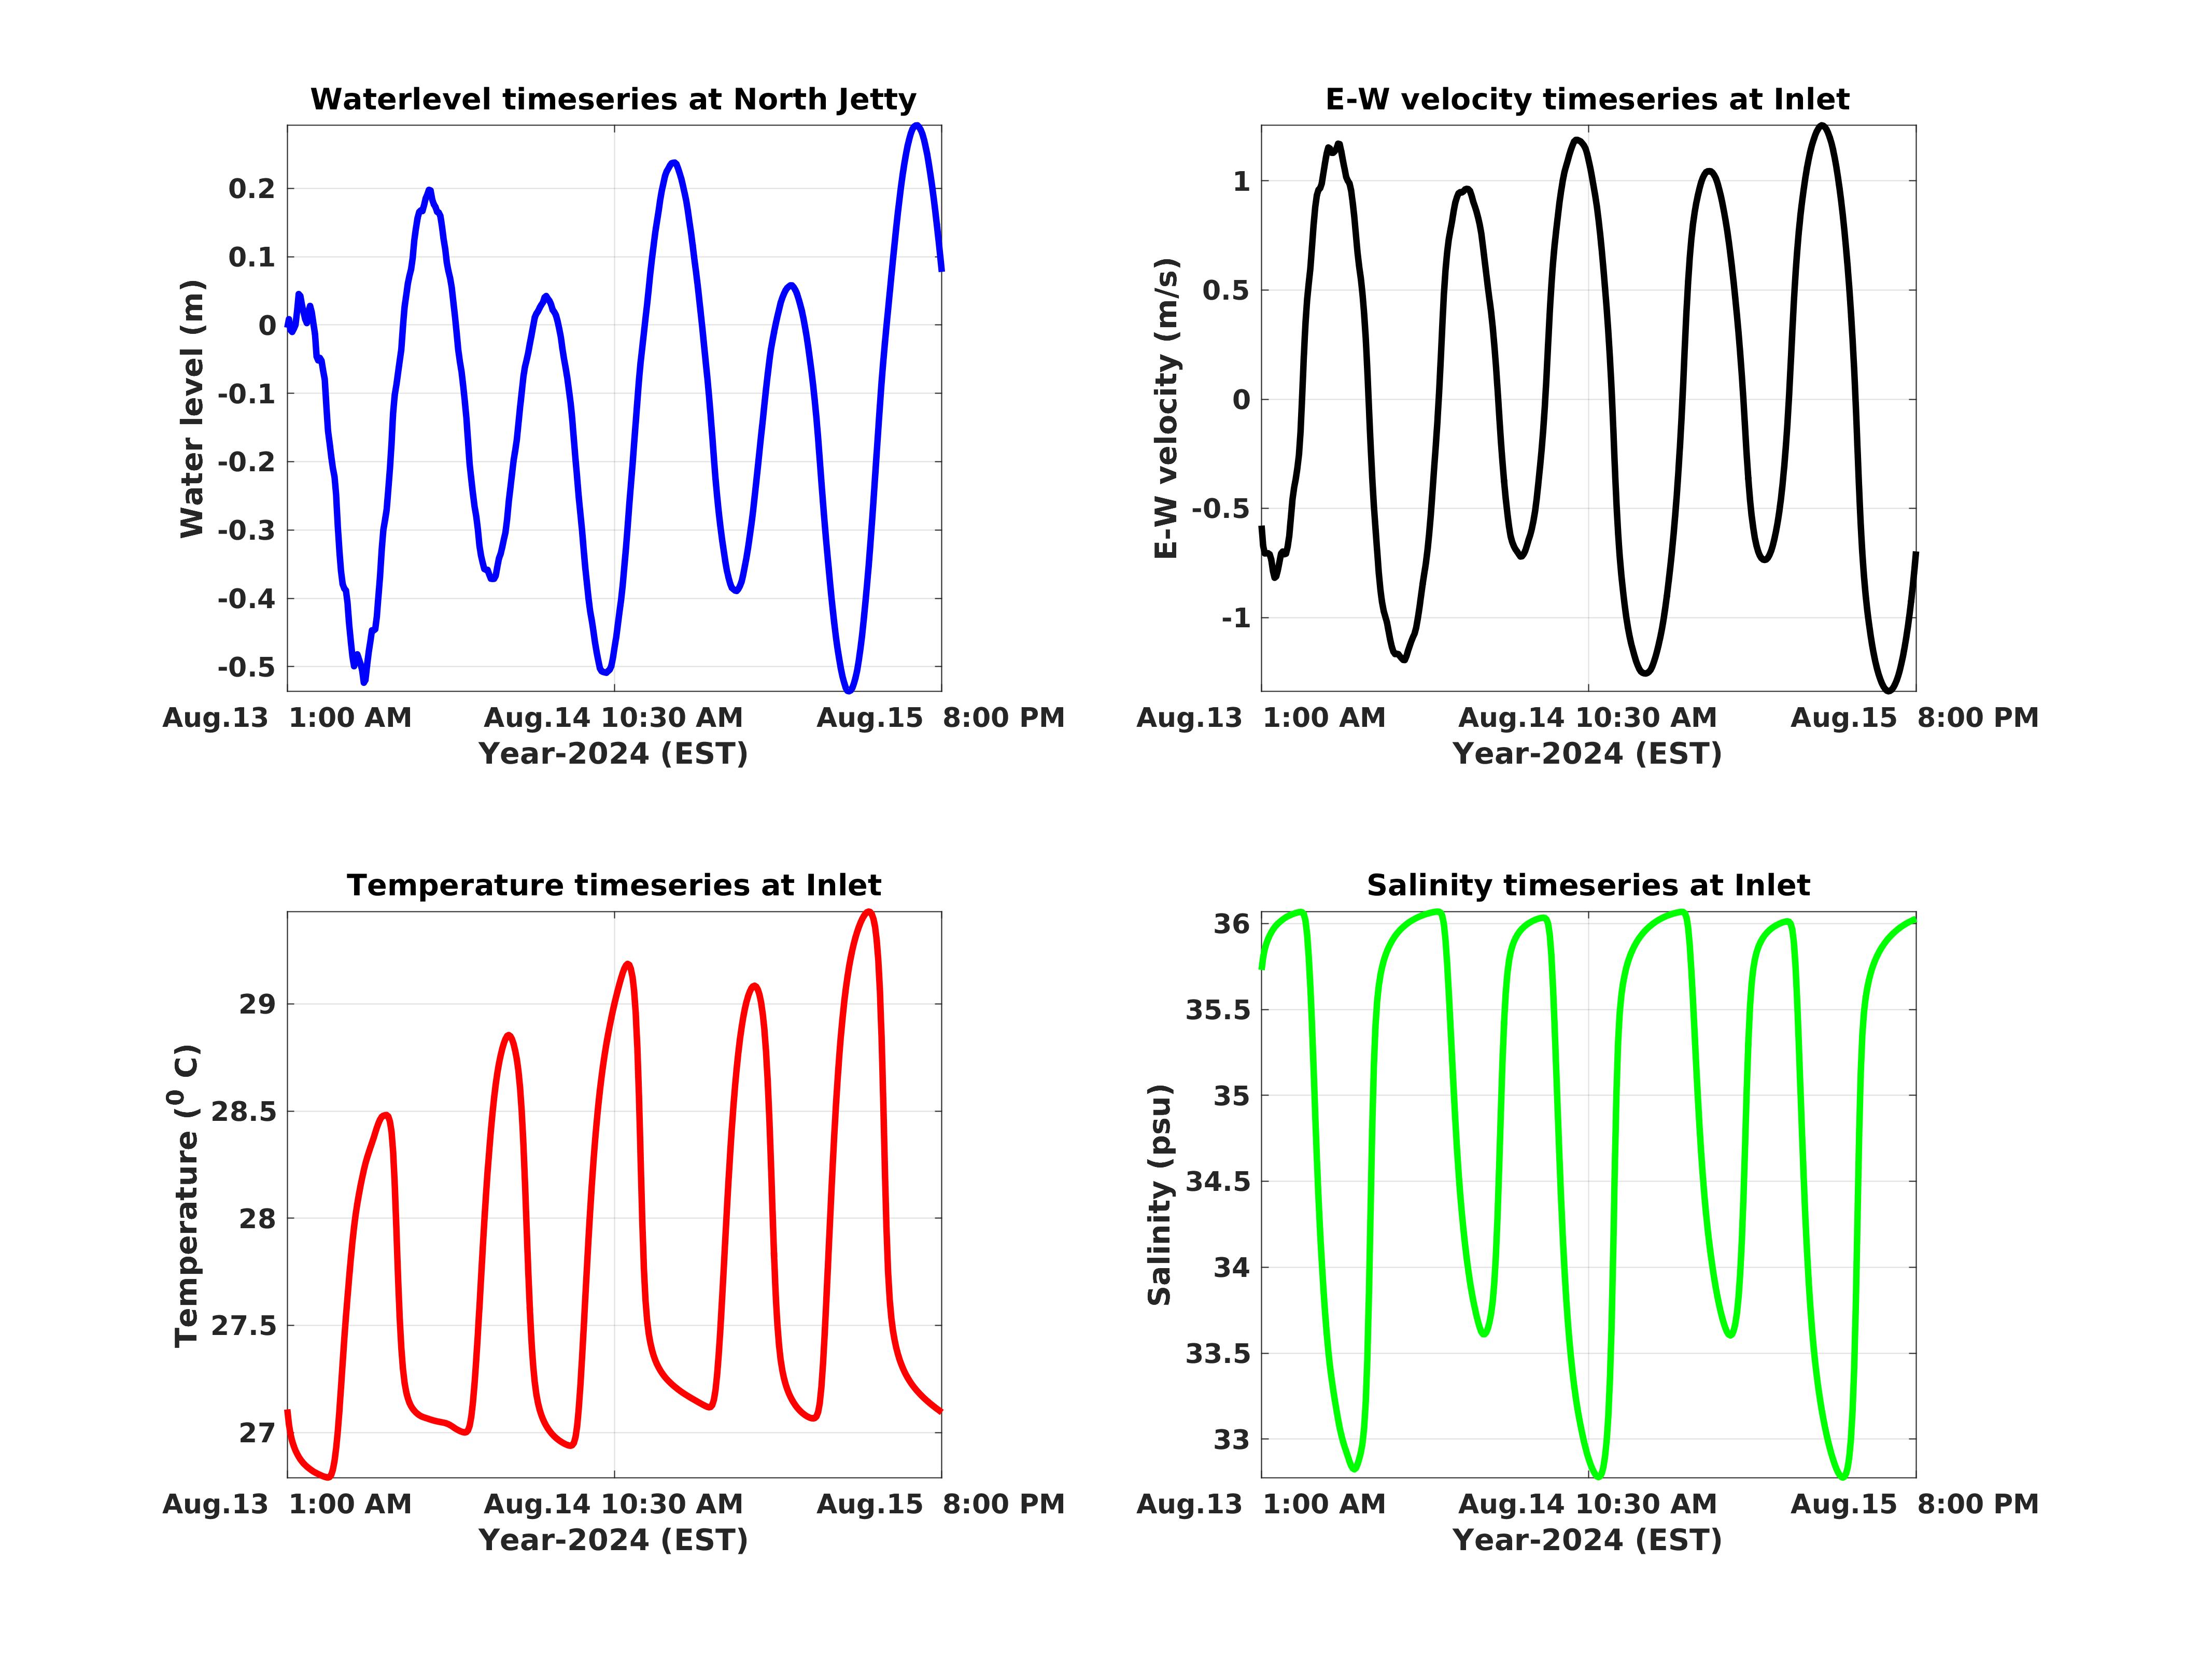 Waterlevel timeseries at North Jetty
Water level (m)
0.2
0.1
0
-0.1
-0.2
-0.3
-0.4
-0.5
Aug.13 1:00 AM Aug.14 10:30 AM Aug.15 8:00 PM
Year-2024 (EST)
E-W velocity timeseries at Inlet
E-W velocity (m/s)
1
0.5
0
-0.5
-1
Aug.13 1:00 AM Aug.14 10:30 AM Aug.15 8:00 PM
Year-2024 (EST)
Temperature timeseries at Inlet
Temperature (⁰ C)
29
28.5
28
27.5
27
Aug.13 1:00 AM Aug.14 10:30 AM Aug.15 8:00 PM
Year-2024 (EST)
Salinity timeseries at Inlet
Salinity (psu)
36
35.5
35
34.5
34
33.5
33
Aug.13 1:00 AM Aug.14 10:30 AM Aug.15 8:00 PM
Year-2024 (EST)